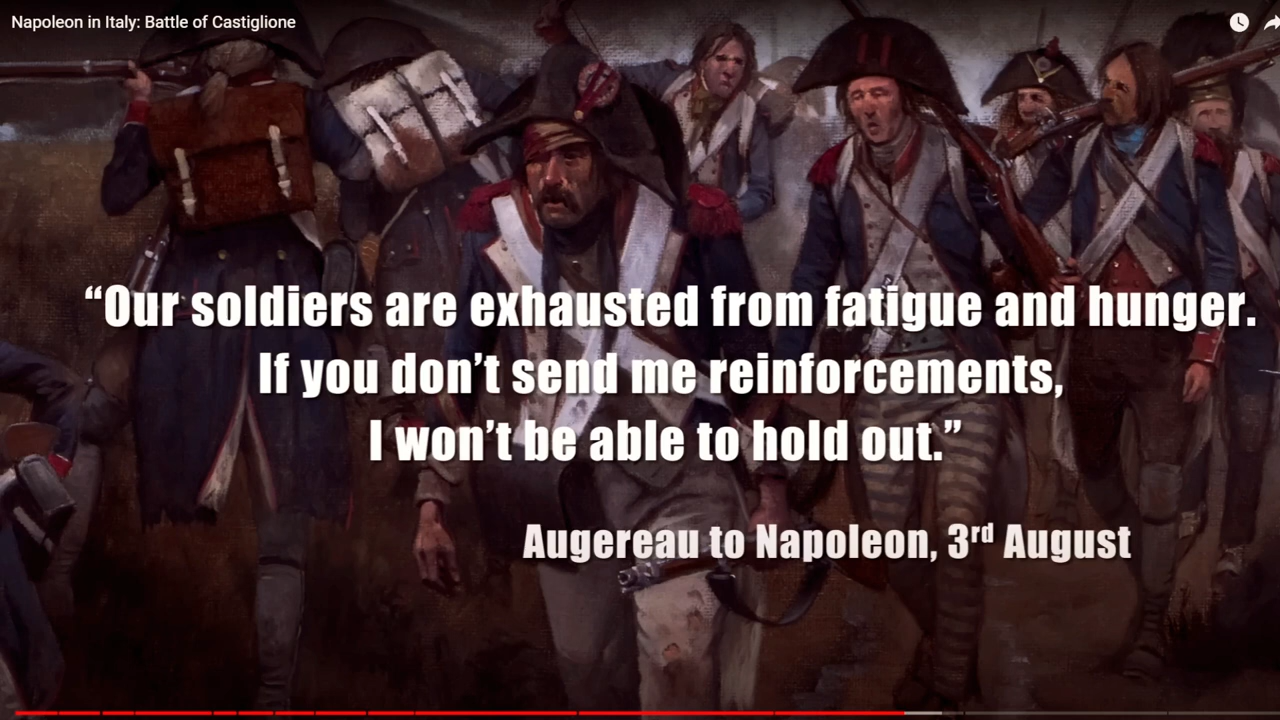 Napoleon in Italy: Battle of Castiglione
“Our soldiers are exhausted from fatigue and hunger.
If you don’t send me reinforcements,
I won’t be able to hold out.”
Augereau to Napoleon, 3rd August